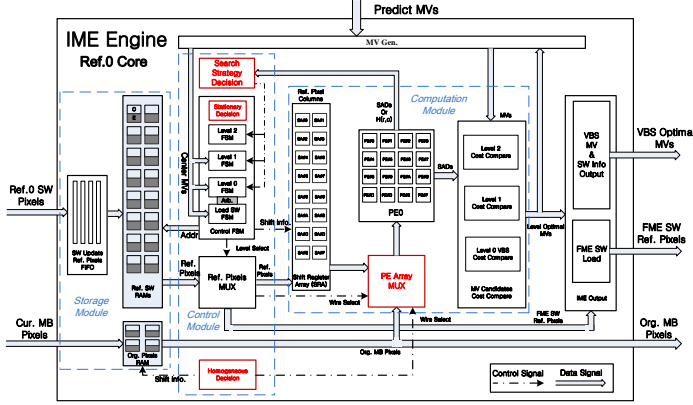 Predict MVs
IME Engine
Ref.0 Core
MV Gen.
Search
Strategy
Decision
Ref. Pixel
Columns
SADs
Or
H(r,c)
Computation
Module
MVs
Stationary
Decision
Level 2
FSM
Level 1
FSM
Level 0
FSM
Arb.
Load SW
FSM
Control FSM
Center MVs
Addr
Shift Info.
Level Select
O
E
Ref.0 SW
Pixels
SW Update
Ref. Pixels
FIFO
Storage
Module
Ref. SW
RAMs
Ref.
Pixels
Ref. Pixels
MUX
Ref.
Pixels
Shift Register
Array (SRA)
PE0
SADs
PE Array
MUX
Level 2
Cost Compare
Level 1
Cost Compare
Level 0 VBS
Cost Compare
MV Candidates
Cost Compare
Level Optimal
MVs
VBS
MV
&
SW Info
Output
FME SW
Load
IME Output
VBS Optimal
MVs
FME SW
Ref. Pixels
Control
Module
Wire Select
Wire Select
FME SW
Ref. Pixels
Cur. MB
Pixels
Org. Pixels
RAM
Org. MB Pixels
Org. MB
Pixels
Shift Info.
Homogeneous
Decision
Control Signal
Data Signal